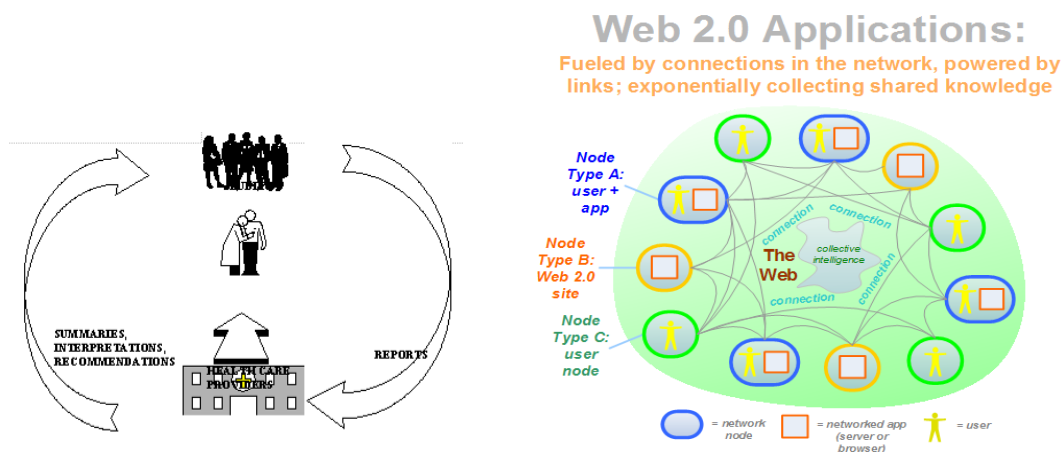 SUMMARIES,
INTERPRETATIONS,
RECOMMENDATIONS
REPORTS
HEALTH CARE
PROVIDERS
Web 2.0 Applications:
Fueled by connections in the network, powered by
links; exponentially collecting shared knowledge
Node
Type A:
user +
app
Node
Type B:
Web 2.0
site
Node
Type C:
user
node
connection
connection
The
Web
collective
intelligence
connection
connection
= network
node
= networked app
(server or
browser)
= user